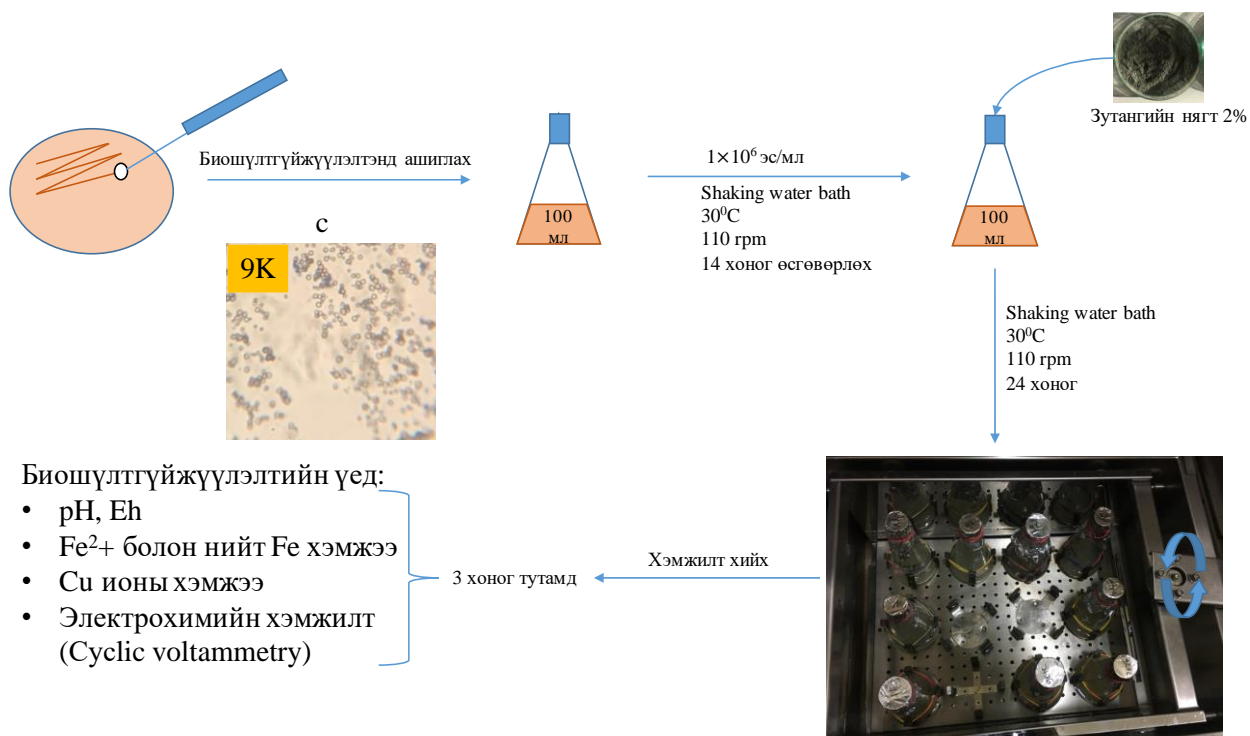 Зутангийн нягт 2%
Биошүлтгүйжүүлэлтэнд ашиглах
1×10⁶ эс/мл
Shaking water bath
30⁰C
110 rpm
14 хоног өсгөвөрлөх
100
мл
100
мл
с
9K
Shaking water bath
30⁰C
110 rpm
24 хоног
Биошүлтгүйжүүлэлтийн үед:
• pH, Eh
• Fe²+ болон нийт Fe хэмжээ
• Cu ионы хэмжээ
• Электрохимийн хэмжилт
(Cyclic voltammetry)
3 хоног тутамд
Хэмжилт хийх